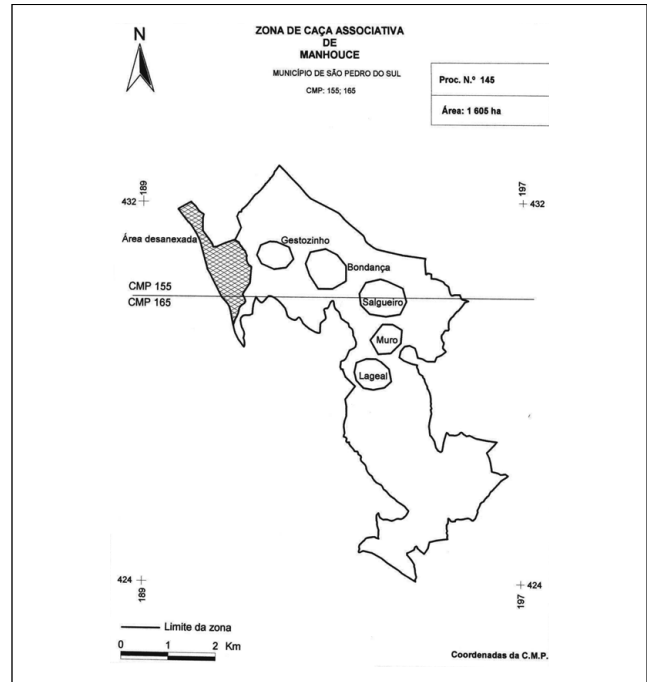 N
ZONA DE CAÇA ASSOCIATIVA
DE
MANHOUCE
MUNICÍPIO DE SÃO PEDRO DO SUL
CMP: 155; 165
Proc. N.º 145
Área: 1 605 ha
189
197
432
432
Área desanexada
Gestozinho
Bondança
CMP 155
CMP 165
Salgueiro
Muro
Lageal
424
424
189
197
Limite da zona
0 1 2 Km
Coordenadas da C.M.P.